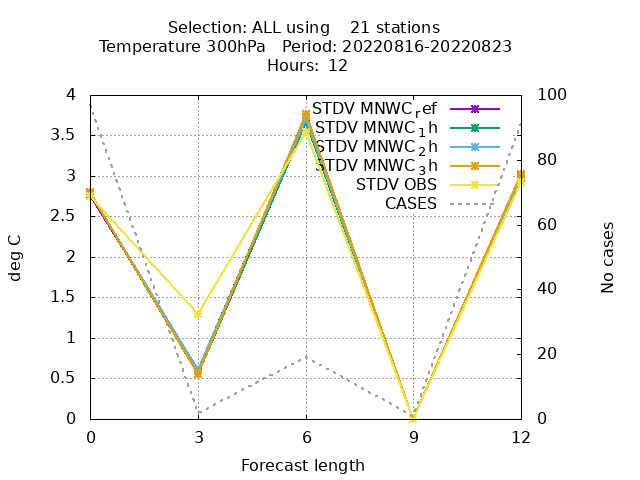 Selection: ALL using    21 stations
Temperature 300hPa   Period: 20220816-20220823
Hours:  12
STDV MNWC_ref
STDV MNWC_1h
STDV MNWC_2h
STDV MNWC_3h
STDV OBS
CASES
4
3.5
3
2.5
2
1.5
1
0.5
0
deg C
100
80
60
40
20
0
No cases
0 3 6 9 12
Forecast length